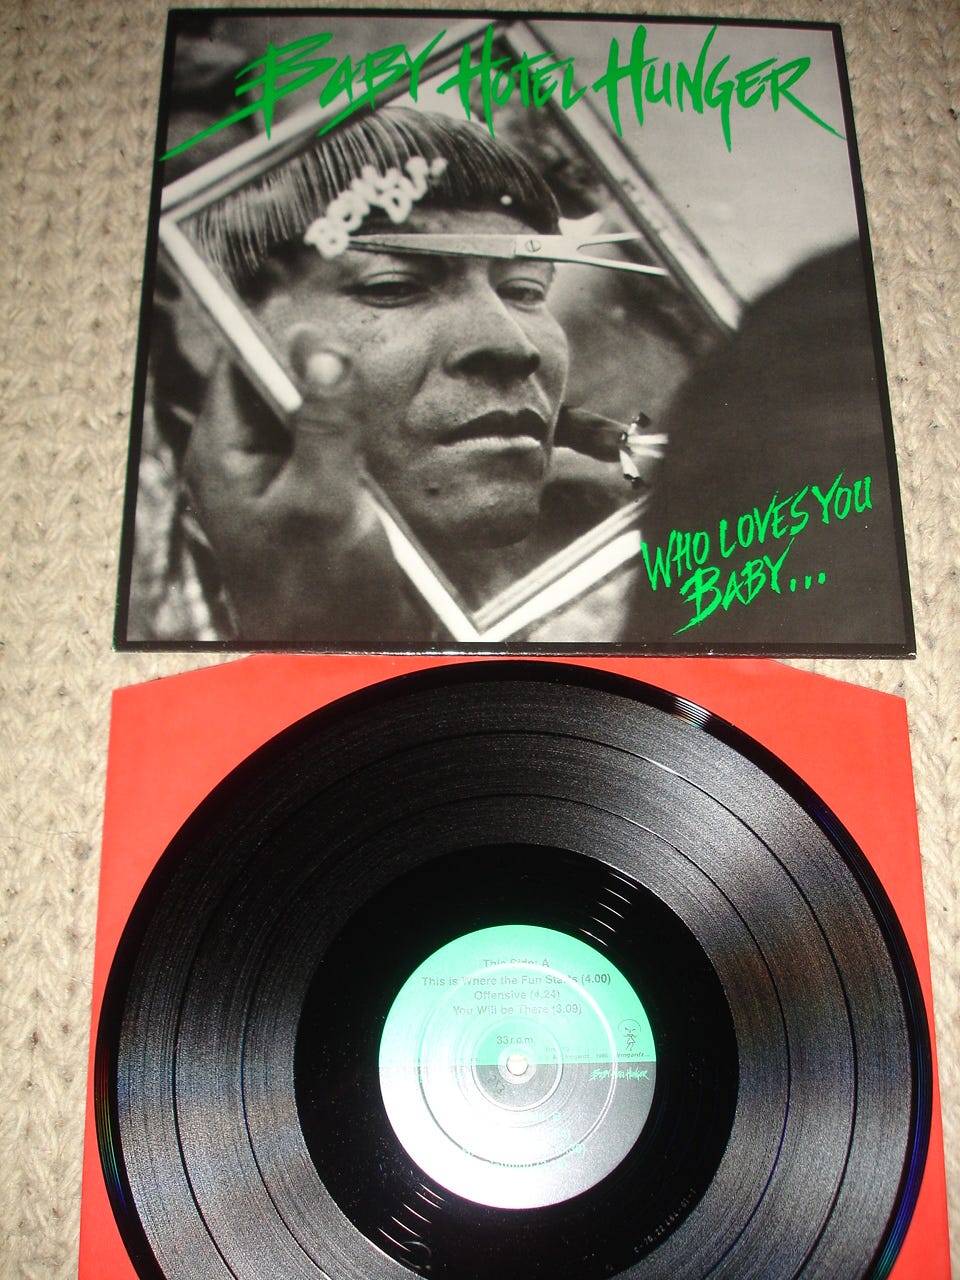 BABY HOTEL HUNGER
WHO LOVES YOU
BABY...
This Side: A
This is Where the Fun Starts (4.00)
Offensive (4.24)
You Will be There (3.09)
33 r.p.m.
BABY HOTEL HUNGER